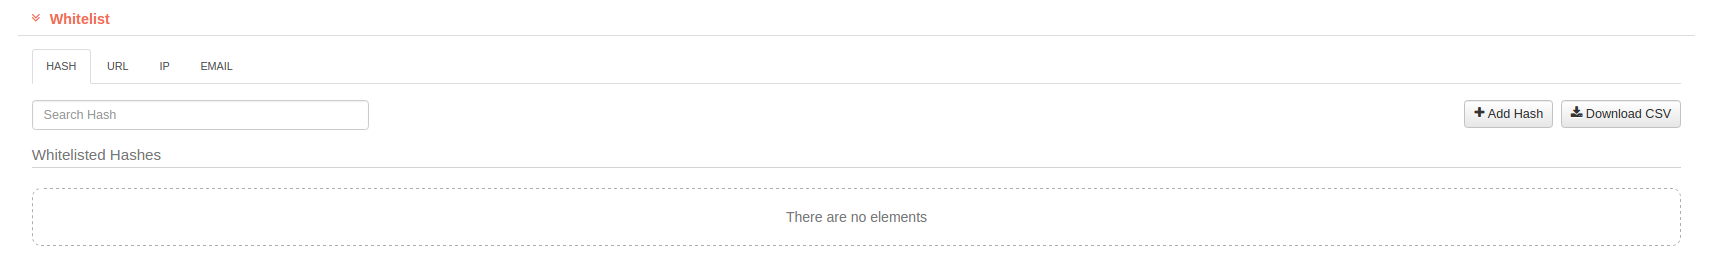 Whitelist
HASH URL IP EMAIL
Search Hash
Add Hash Download CSV
Whitelisted Hashes
There are no elements